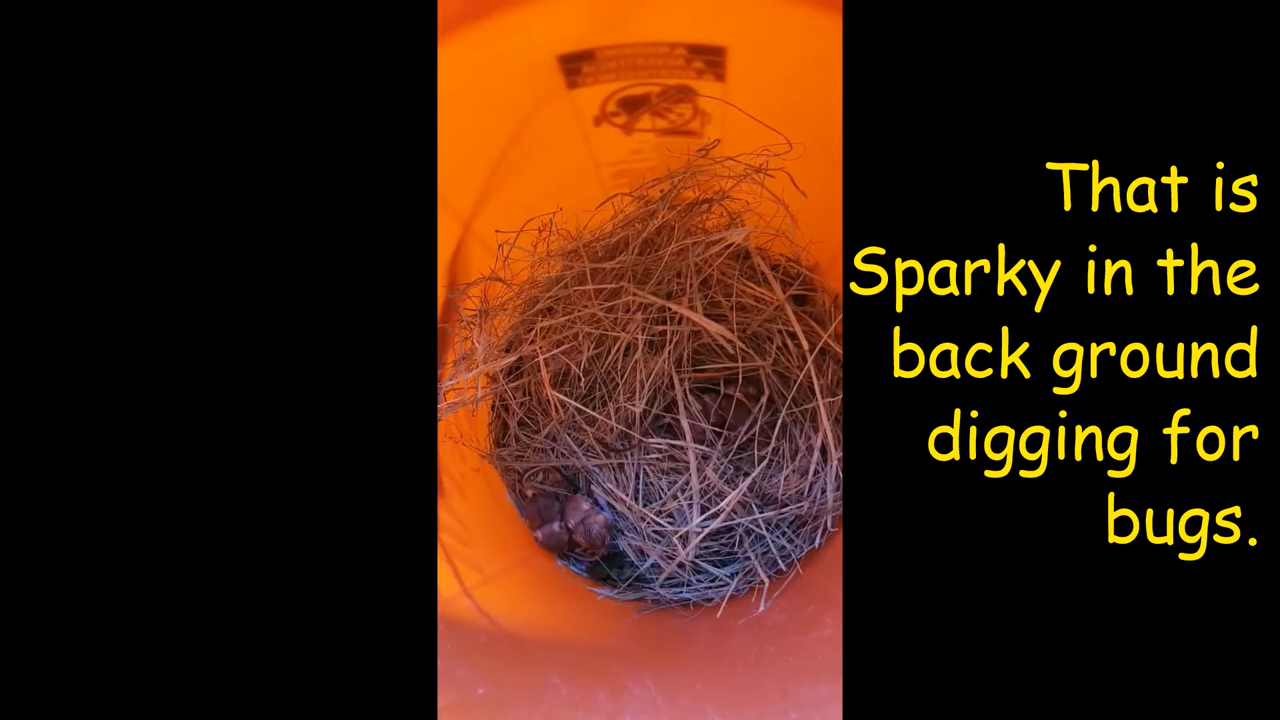 That is
Sparky in the
back ground
digging for
bugs.